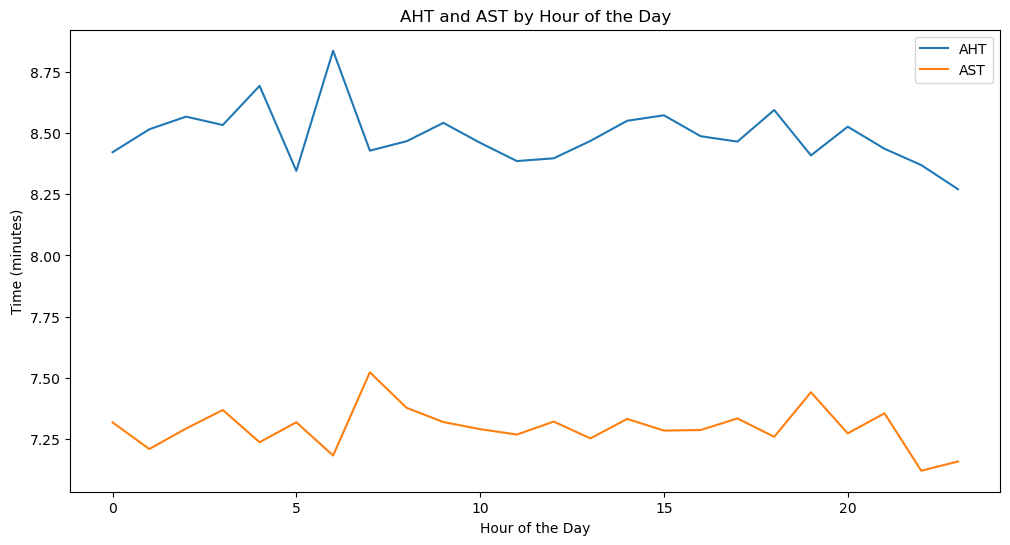 AHT and AST by Hour of the Day
AHT
AST
Time (minutes)
8.75
8.50
8.25
8.00
7.75
7.50
7.25
0
5
10
15
20
Hour of the Day